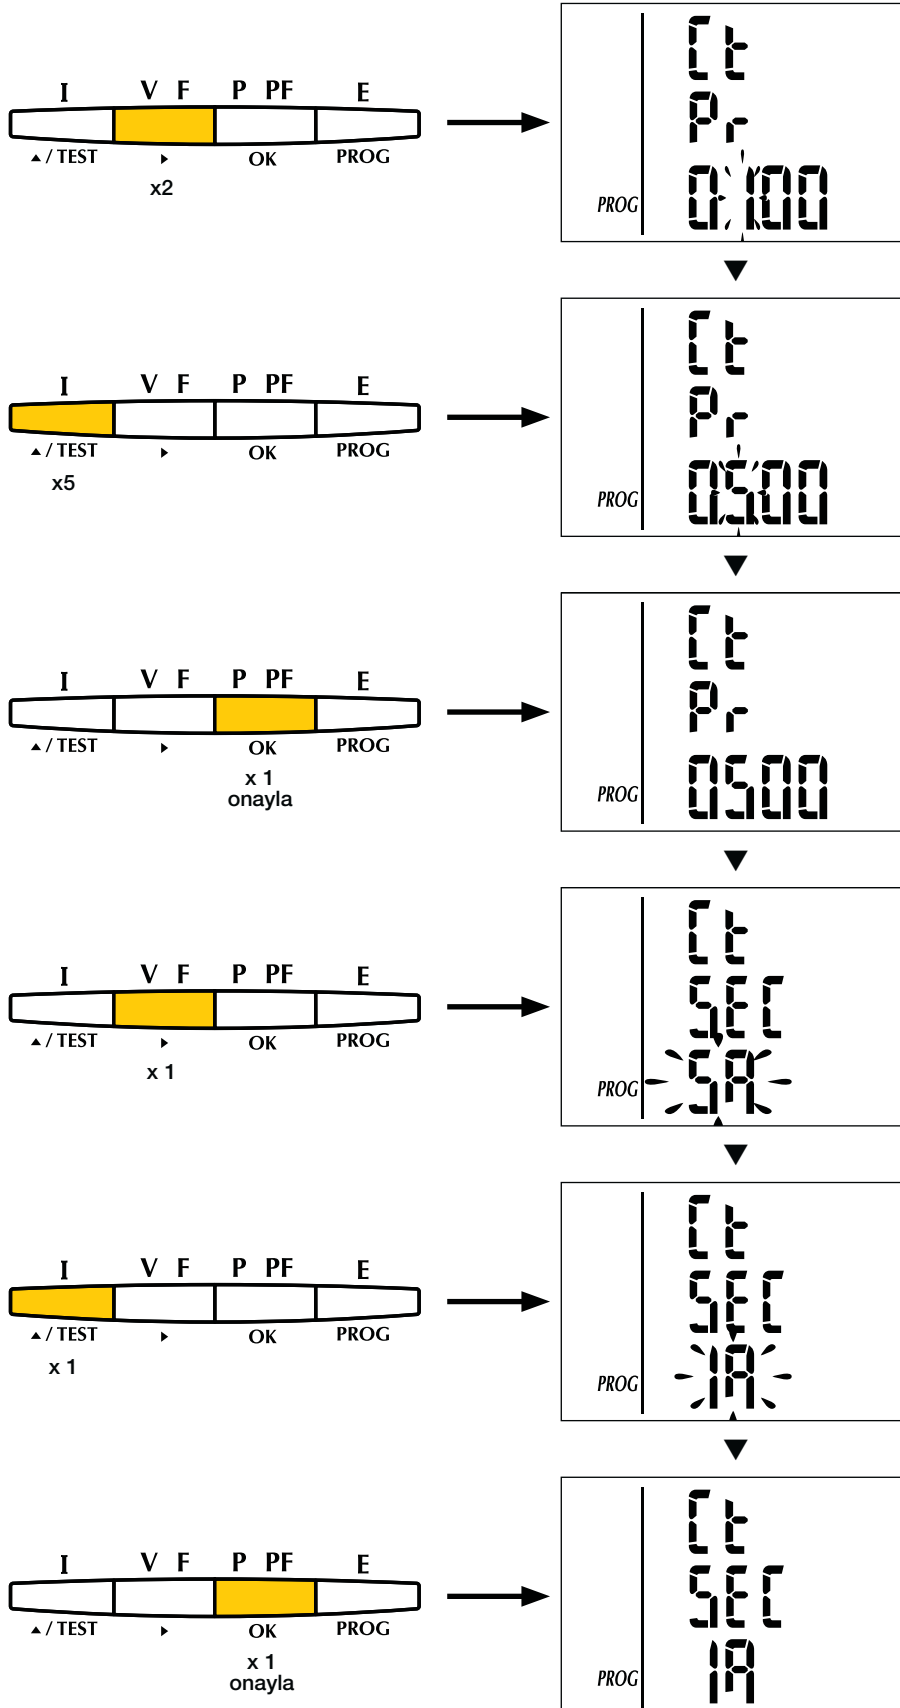 I V F P PF E
▲ / TEST ► OK PROG
x2
Ct
Pr
0100
PROG
I V F P PF E
▲ / TEST ► OK PROG
x5
Ct
Pr
0500
PROG
I V F P PF E
▲ / TEST ► OK PROG
x 1
onayla
Ct
Pr
0500
PROG
I V F P PF E
▲ / TEST ► OK PROG
x 1
Ct
SEC
5A
PROG
I V F P PF E
▲ / TEST ► OK PROG
x 1
Ct
SEC
1A
PROG
I V F P PF E
▲ / TEST ► OK PROG
x 1
onayla
Ct
SEC
1A
PROG